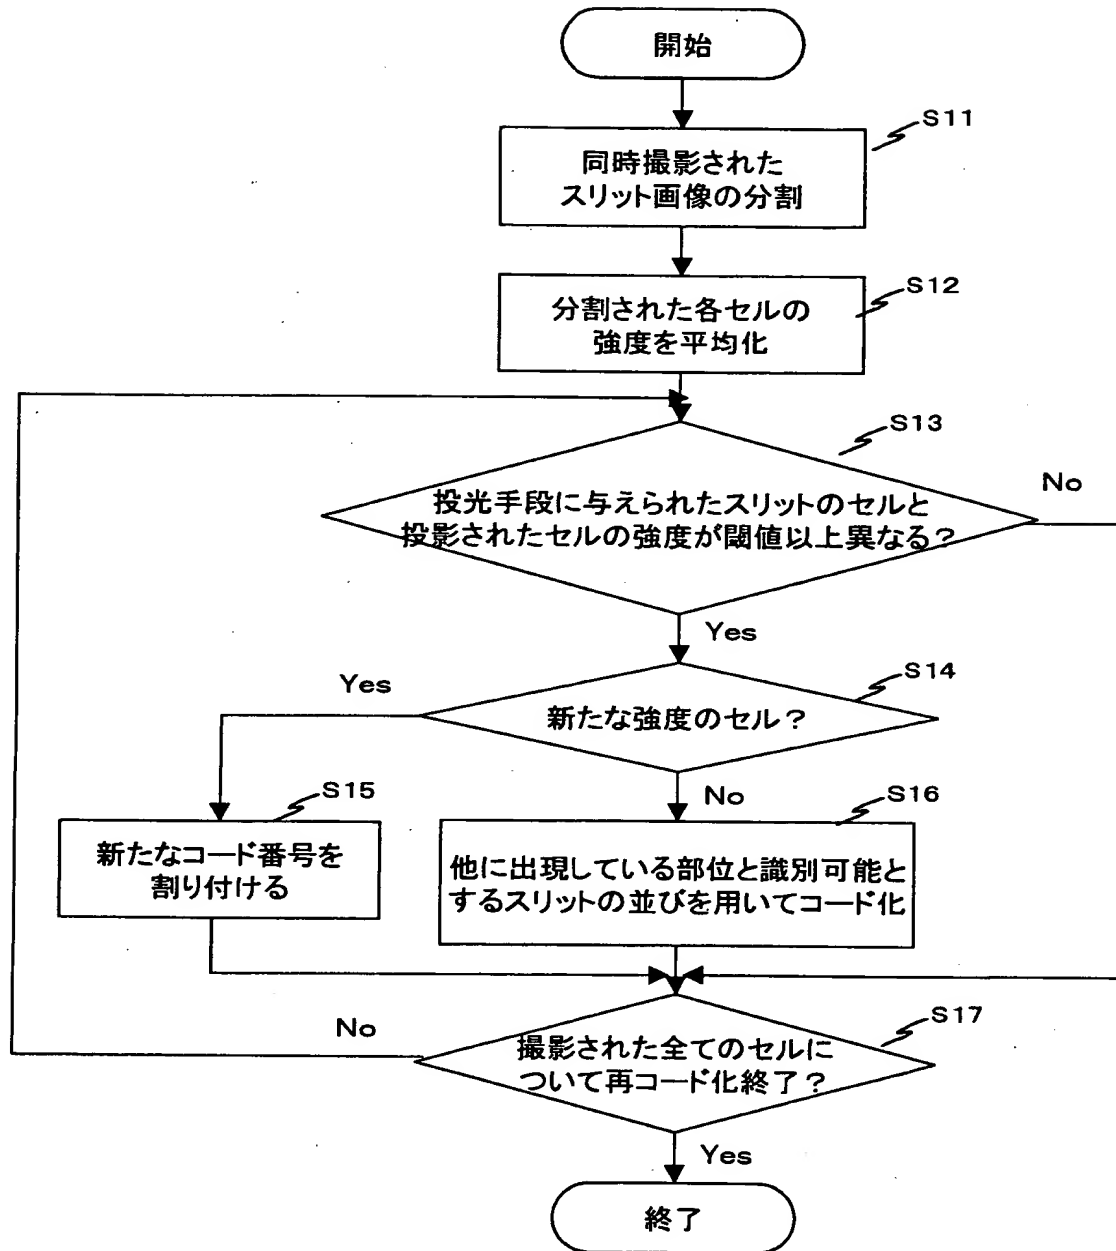 開始
S11
同時撮影された
スリット画像の分割
S12
分割された各セルの
強度を平均化
S13
投光手段に与えられたスリットのセルと
投影されたセルの強度が閾値以上異なる?
No
Yes
S14
新たな強度のセル?
Yes
No
S15
新たなコード番号を
割り付ける
S16
他に出現している部位と識別可能と
するスリットの並びを用いてコード化
S17
撮影された全てのセルに
ついて再コード化終了?
No
Yes
終了